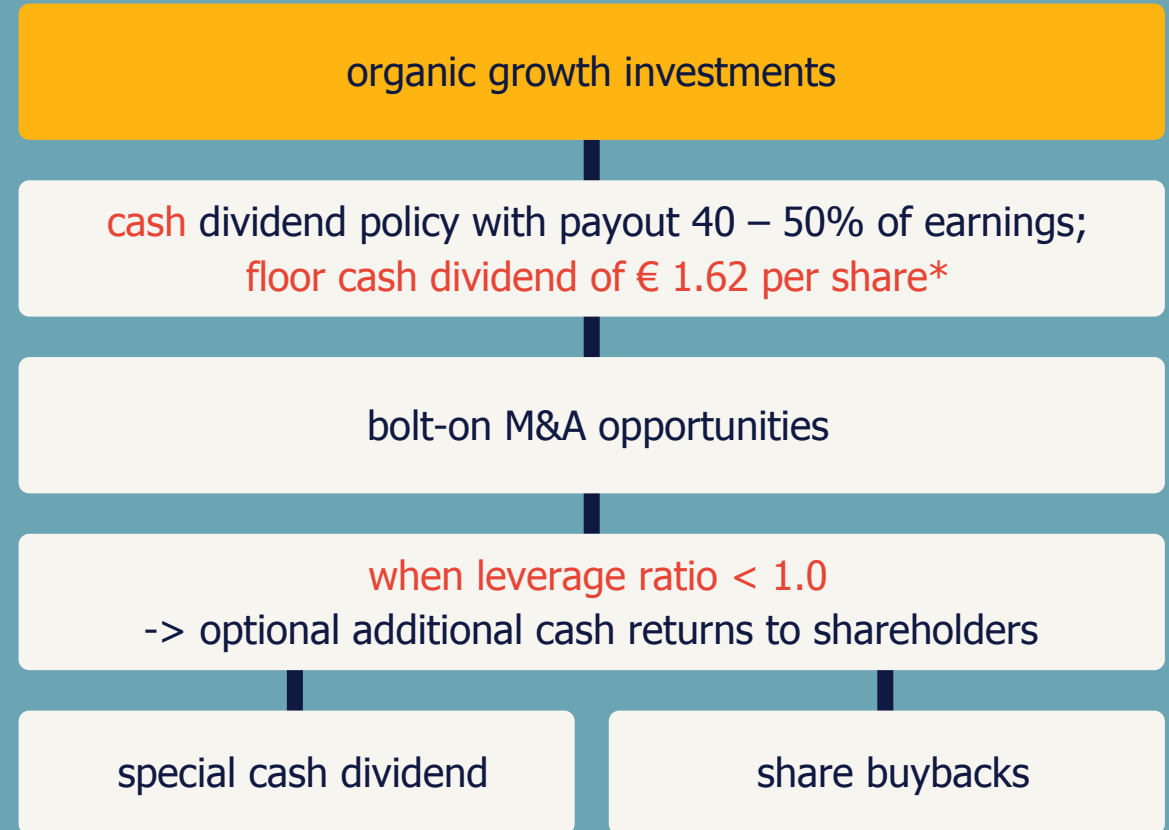 organic growth investments
cash dividend policy with payout 40 – 50% of earnings;
floor cash dividend of € 1.62 per share*
bolt-on M&A opportunities
when leverage ratio < 1.0
-> optional additional cash returns to shareholders
special cash dividend
share buybacks